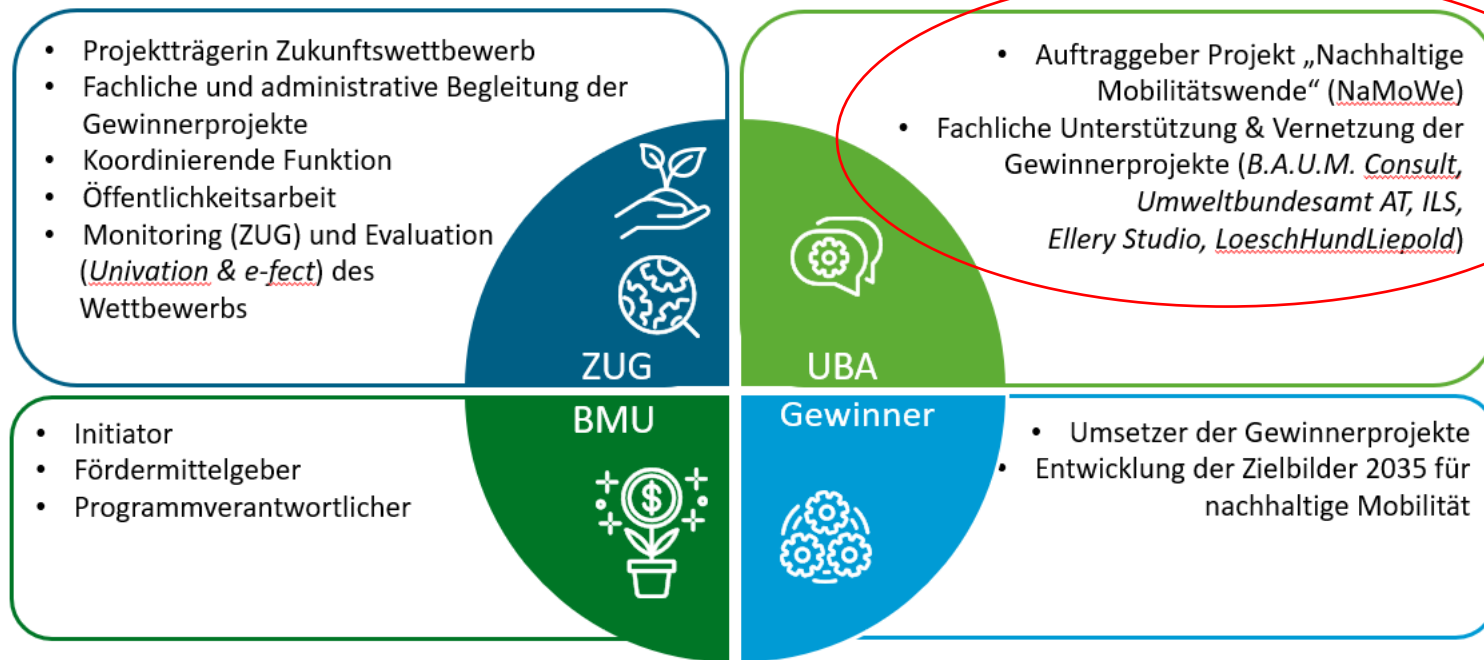 • Projektträgerin Zukunftswettbewerb
• Fachliche und administrative Begleitung der
Gewinnerprojekte
• Koordinierende Funktion
• Öffentlichkeitsarbeit
• Monitoring (ZUG) und Evaluation
(Univation & e-fect) des
Wettbewerbs
ZUG
• Auftraggeber Projekt „Nachhaltige
Mobilitätswende“ (NaMoWe)
• Fachliche Unterstützung & Vernetzung der
Gewinnerprojekte (B.A.U.M. Consult,
Umweltbundesamt AT, ILS,
Ellery Studio, LoeschHundLiepold)
UBA
BMU
• Initiator
• Fördermittelgeber
• Programmverantwortlicher
$
Gewinner
• Umsetzer der Gewinnerprojekte
• Entwicklung der Zielbilder 2035 für
nachhaltige Mobilität